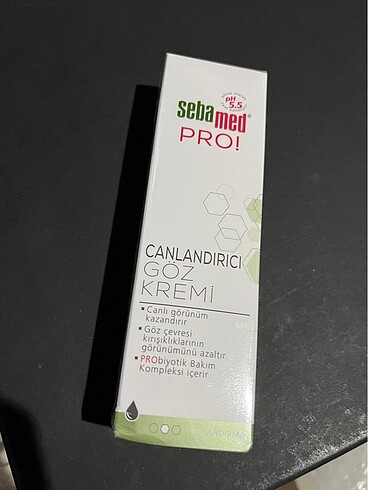 pH
5.5
sebamed®
PRO!
CANLANDIRICI
GÖZ
KREMİ
▪ Canlı görünüm
kazandırır
▪ Göz çevresi
kırışıklıklarının
görünümünü azaltır
▪ PRObiyotik Bakım
Kompleksi içerir